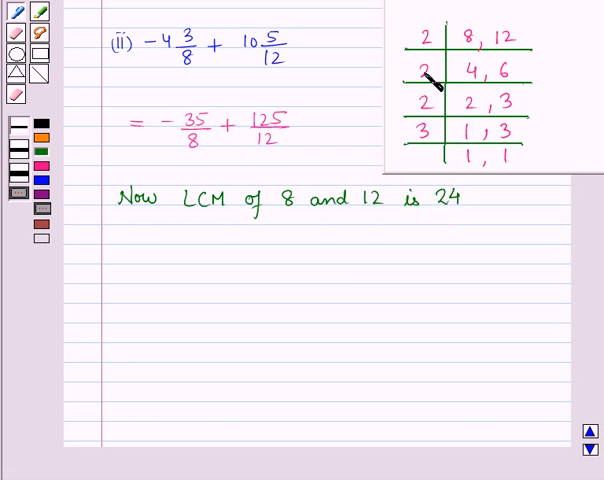 (ii) -4 3/8 + 10 5/12
= - 35/8 + 125/12
Now LCM of 8 and 12 is 24
2 | 8, 12
2 | 4, 6
2 | 2, 3
3 | 1, 3
| 1, 1